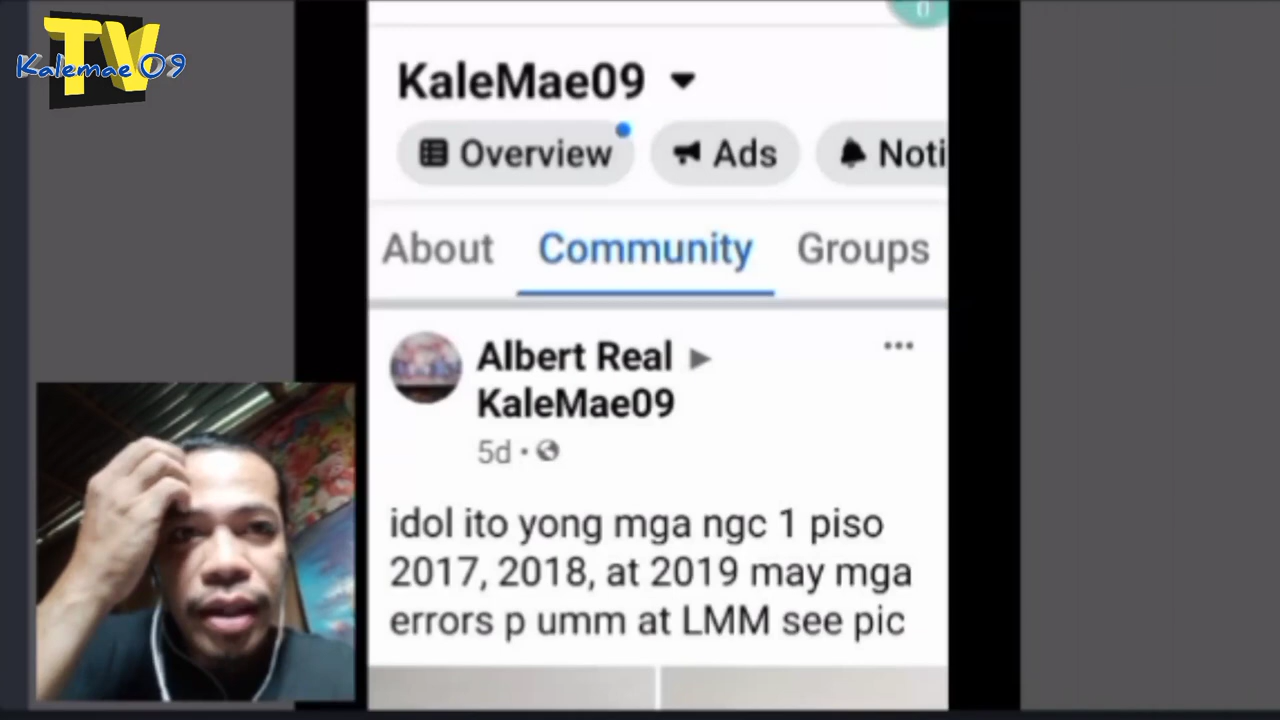 TV
Kalemae 09
KaleMae09
Overview
Ads
Noti
About
Community
Groups
Albert Real
KaleMae09
5d
idol ito yong mga ngc 1 piso
2017, 2018, at 2019 may mga
errors p umm at LMM see pic